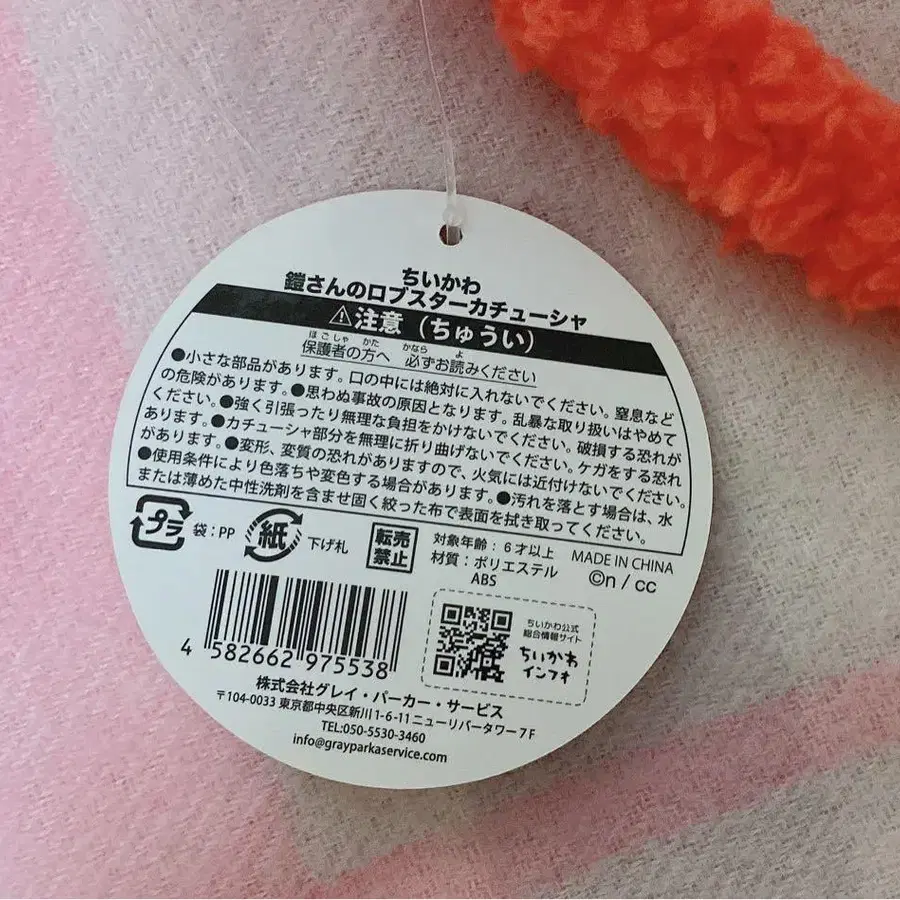 ちいかわ
鎧さんのロブスターカチューシャ
⚠注意（ちゅうい）
保護者の方へ 必ずお読みください
ほごしゃ かた かなら よ
●小さな部品があります。口の中には絶対に入れないでください。窒息など
の危険があります。●思わぬ事故の原因となります。乱暴な取り扱いはやめて
ください。●強く引張ったり無理な負担をかけないでください。破損する恐れが
あります。●カチューシャ部分を無理に折り曲げないでください。ケガをする恐れ
があります。●変形、変質の恐れがありますので、火気には近付けないでください。
●使用条件により色落ちや変色する場合があります。●汚れを落とす場合は、水
または薄めた中性洗剤を含ませ固く絞った布で表面を拭き取ってください。
プラ 袋：PP 紙 下げ札
転売
禁止
対象年齢：6才以上
材質：ポリエステル
ABS
MADE IN CHINA
©n / cc
4 582662 975538
ちいかわ公式
総合情報サイト
ちいかわ
インフォ
株式会社グレイ・パーカー・サービス
〒104-0033 東京都中央区新川1-6-11 ニューリバータワー7F
TEL:050-5530-3460
info@grayparkaservice.com